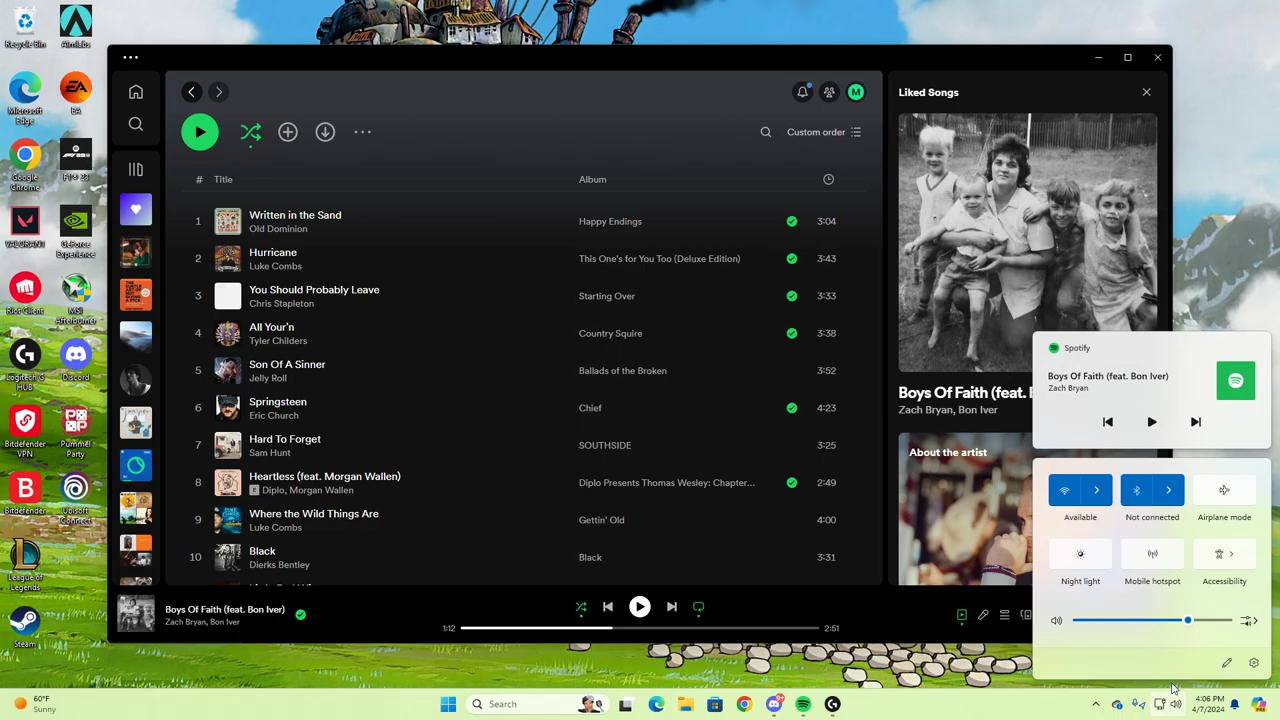 Recycle Bin
Aimlabs
Microsoft Edge
EA
Google Chrome
F1® 23
VALORANT
GeForce Experience
Riot Client
MSI Afterburner
Logitech G HUB
Discord
Bitdefender VPN
Pummel Party
Bitdefender
Ubisoft Connect
League of Legends
Steam
Custom order
# Title Album
1 Written in the Sand Happy Endings 3:04
Old Dominion
2 Hurricane This One's for You Too (Deluxe Edition) 3:43
Luke Combs
3 You Should Probably Leave Starting Over 3:33
Chris Stapleton
4 All Your'n Country Squire 3:38
Tyler Childers
5 Son Of A Sinner Ballads of the Broken 3:52
Jelly Roll
6 Springsteen Chief 4:23
Eric Church
7 Hard To Forget SOUTHSIDE 3:25
Sam Hunt
8 Heartless (feat. Morgan Wallen) Diplo Presents Thomas Wesley: Chapter... 2:49
E Diplo, Morgan Wallen
9 Where the Wild Things Are Gettin' Old 4:00
Luke Combs
10 Black Black 3:31
Dierks Bentley
M
Liked Songs
Boys Of Faith (feat.
Zach Bryan, Bon Iver
About the artist
Boys Of Faith (feat. Bon Iver)
Zach Bryan, Bon Iver
1:12
2:51
Spotify
Boys Of Faith (feat. Bon Iver)
Zach Bryan
Available
Not connected
Airplane mode
Night light
Mobile hotspot
Accessibility
60°F
Sunny
Search
4:06 PM
4/7/2024